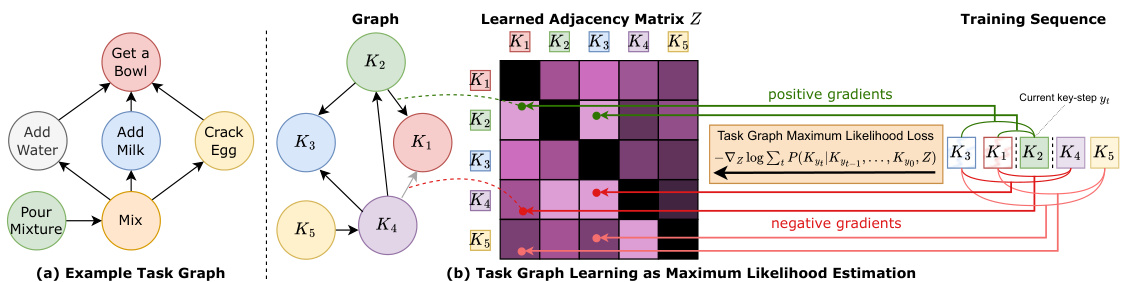 Get a
Bowl
Add
Water
Add
Milk
Crack
Egg
Pour
Mixture
Mix
(a) Example Task Graph
Graph
K_2
K_3
K_1
K_5
K_4
Learned Adjacency Matrix Z
K_1 K_2 K_3 K_4 K_5
K_1
K_2
K_3
K_4
K_5
positive gradients
Task Graph Maximum Likelihood Loss
−∇_Z log ∑_t P(K_{y_t}|K_{y_{t−1}}, . . . , K_{y_0}, Z)
negative gradients
Training Sequence
Current key-step y_t
K_3 K_1 K_2 K_4 K_5
(b) Task Graph Learning as Maximum Likelihood Estimation